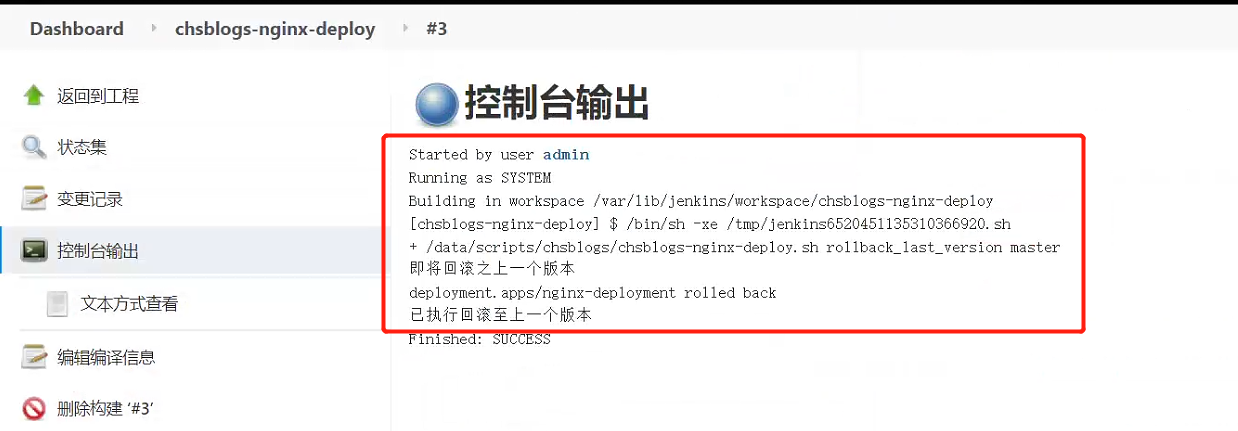 Dashboard chsblogs-nginx-deploy #3
返回到工程
状态集
变更记录
控制台输出
文本方式查看
编辑编译信息
删除构建 ‘#3’
控制台输出
Started by user admin
Running as SYSTEM
Building in workspace /var/lib/jenkins/workspace/chsblogs-nginx-deploy
[chsblogs-nginx-deploy] $ /bin/sh -xe /tmp/jenkins6520451135310366920.sh
+ /data/scripts/chsblogs/chsblogs-nginx-deploy.sh rollback_last_version master
即将回滚之上一个版本
deployment.apps/nginx-deployment rolled back
已执行回滚至上一个版本
Finished: SUCCESS